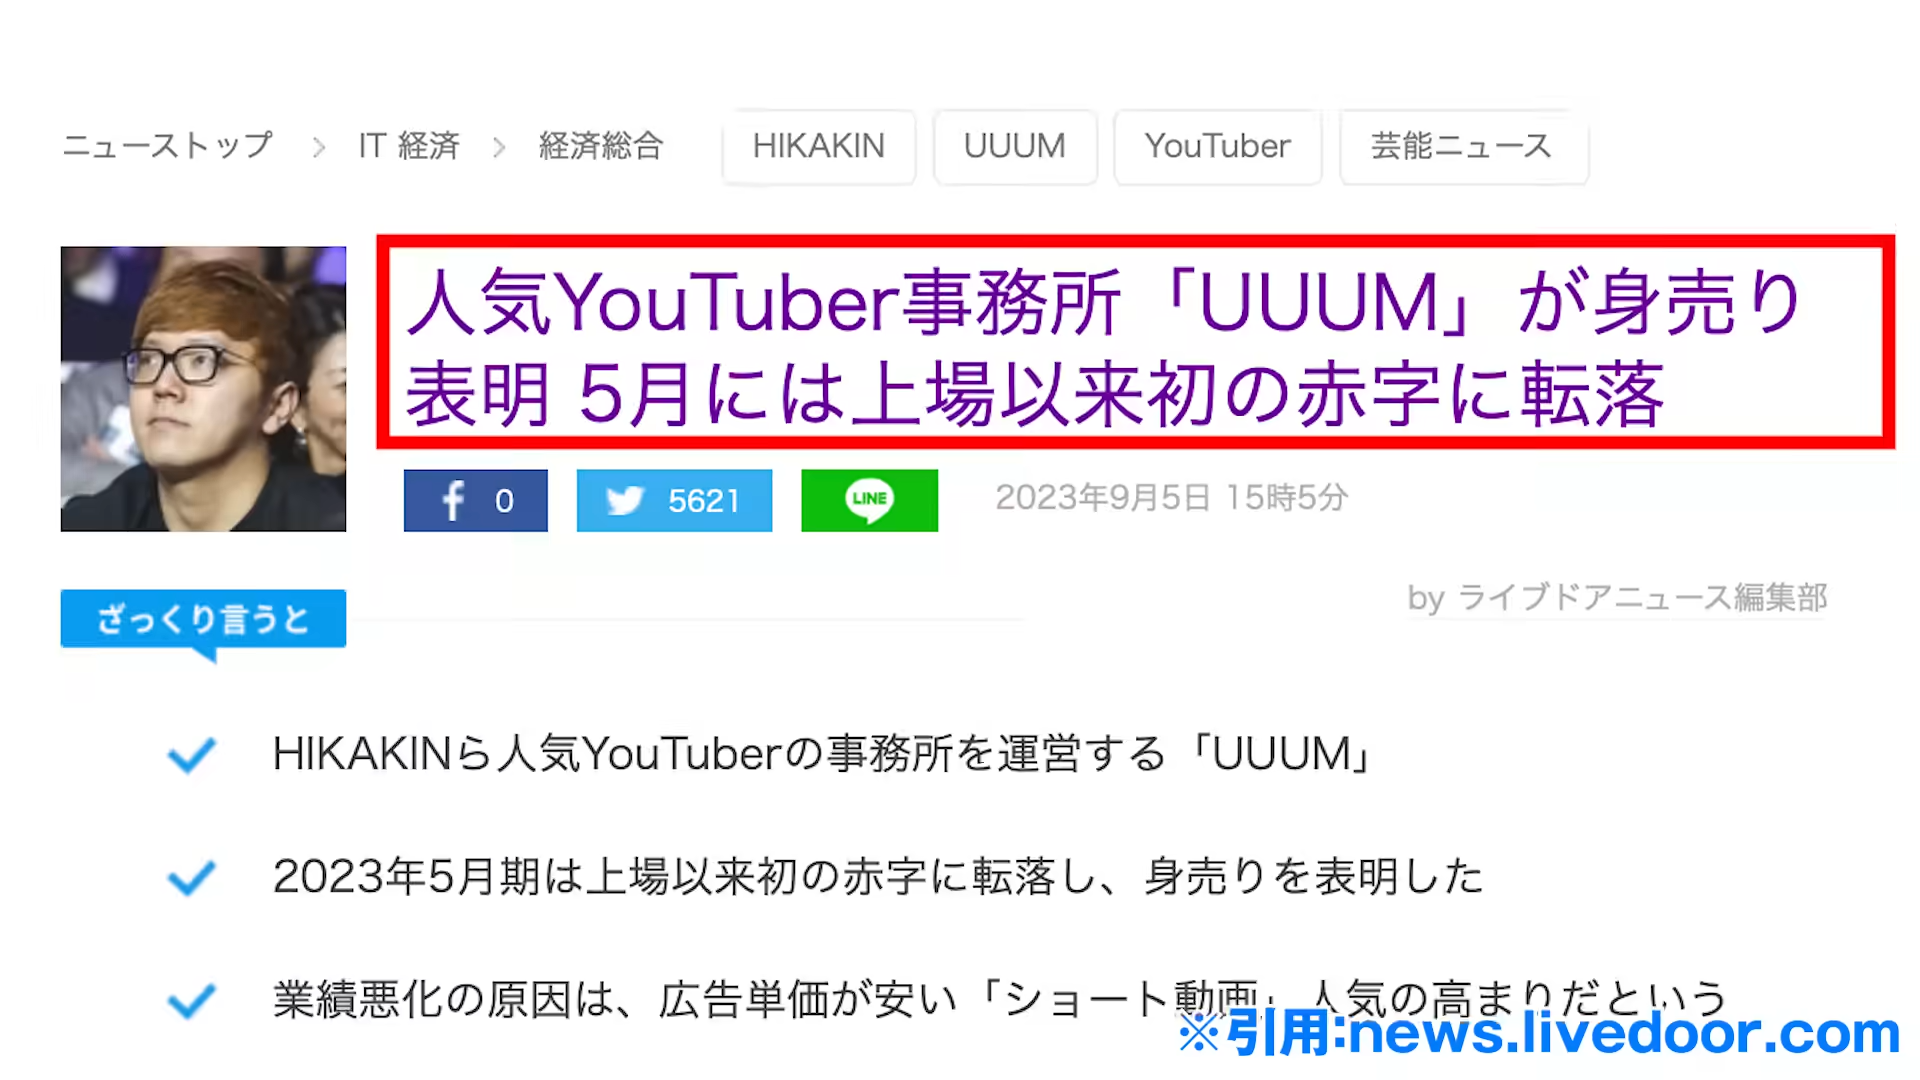 ニューストップ > IT 経済 > 経済総合 HIKAKIN UUUM YouTuber 芸能ニュース
人気YouTuber事務所「UUUM」が身売り
表明 5月には上場以来初の赤字に転落
f 0 5621 LINE 2023年9月5日 15時5分
by ライブドアニュース編集部
ざっくり言うと
HIKAKINら人気YouTuberの事務所を運営する「UUUM」
2023年5月期は上場以来初の赤字に転落し、身売りを表明した
業績悪化の原因は、広告単価が安い「ショート動画」人気の高まりだという
※引用:news.livedoor.com